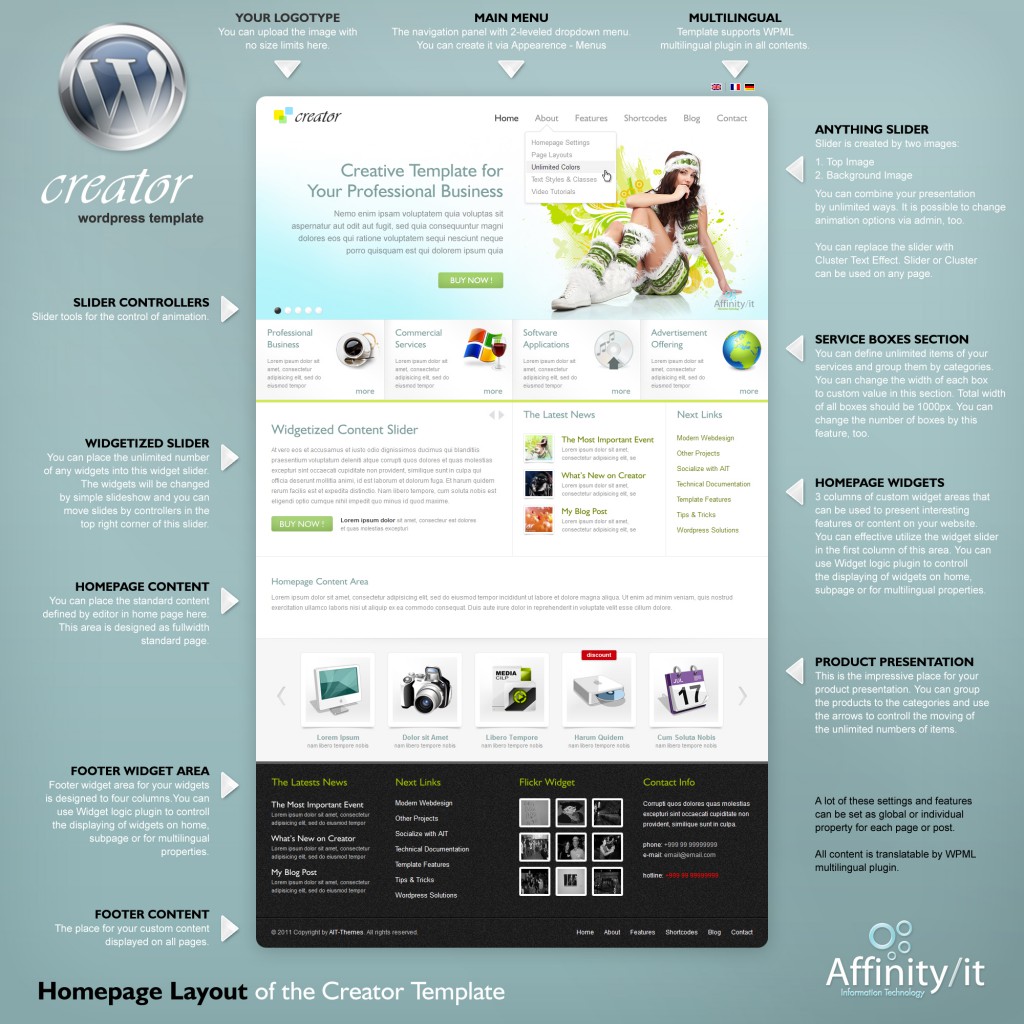 YOUR LOGOTYPE
You can upload the image with
no size limits here.
MAIN MENU
The navigation panel with 2-leveled dropdown menu.
You can create it via Appearence - Menus
MULTILINGUAL
Template supports WPML
multilingual plugin in all contents.
W
creator
wordpress template
creator
Home About Features Shortcodes Blog Contact
Homepage Settings
Page Layouts
Unlimited Colors
Text Styles & Classes
Video Tutorials
Creative Template for
Your Professional Business
Nemo enim ipsam voluptatem quia voluptas sit
aspernatur aut odit aut fugit, sed quia consequuntur magni
dolores eos qui ratione voluptatem sequi nesciunt neque
porro quisquam est qui dolorem ipsum quia
BUY NOW !
Affinity/it
ANYTHING SLIDER
Slider is created by two images:
1. Top Image
2. Background Image
You can combine your presentation
by unlimited ways. It is possible to change
animation options via admin, too.
You can replace the slider with
Cluster Text Effect. Slider or Cluster
can be used on any page.
SLIDER CONTROLLERS
Slider tools for the control of animation.
Professional
Business
Lorem ipsum dolor sit
amet, consectetur
adipisicing elit, sed do
eiusmod tempor
more
Commercial
Services
Lorem ipsum dolor sit
amet, consectetur
adipisicing elit, sed do
eiusmod tempor
more
Software
Applications
Lorem ipsum dolor sit
amet, consectetur
adipisicing elit, sed do
eiusmod tempor
more
Advertisement
Offering
Lorem ipsum dolor sit
amet, consectetur
adipisicing elit, sed do
eiusmod tempor
more
SERVICE BOXES SECTION
You can define unlimited items of your
services and group them by categories.
You can change the width of each box
to custom value in this section. Total width
of all boxes should be 1000px. You can
change the number of boxes by this
feature, too.
WIDGETIZED SLIDER
You can place the unlimited number
of any widgets into this widget slider.
The widgets will be changed
by simple slideshow and you can
move slides by controllers in the
top right corner of this slider.
Widgetized Content Slider
At vero eos et accusamus et iusto odio dignissimos ducimus qui blanditiis
praesentium voluptatum deleniti atque corrupti quos dolores et quas molestias
excepturi sint occaecati cupiditate non provident, similique sunt in culpa qui
officia deserunt mollitia animi, id est laborum et dolorum fuga. Et harum quidem
rerum facilis est et expedita distinctio. Nam libero tempore, cum soluta nobis est
eligendi optio cumque nihil impedit quo minus id quod maxime.
BUY NOW !
Lorem ipsum dolor sit amet, consectetur est dolores
et quas molestias excepturi.
The Latest News
The Most Important Event
Lorem ipsum dolor sit amet,
consectetur adipisicing elit, se
What's New on Creator
Lorem ipsum dolor sit amet,
consectetur adipisicing elit, se
My Blog Post
Lorem ipsum dolor sit amet,
consectetur adipisicing elit, se
Next Links
Modern Webdesign
Other Projects
Socialize with AIT
Technical Documentation
Template Features
Tips & Tricks
Wordpress Solutions
HOMEPAGE WIDGETS
3 columns of custom widget areas that
can be used to present interesting
features or content on your website.
You can effective utilize the widget slider
in the first column of this area. You can
use Widget logic plugin to controll
the displaying of widgets on home,
subpage or for multilingual properties.
HOMEPAGE CONTENT
You can place the standard content
defined by editor in home page here.
This area is designed as fullwidth
standard page.
Homepage Content Area
Lorem ipsum dolor sit amet, consectetur adipisicing elit, sed do eiusmod tempor incididunt ut labore et dolore magna aliqua. Ut enim ad minim veniam, quis nostrud
exercitation ullamco laboris nisi ut aliquip ex ea commodo consequat. Duis aute irure dolor in reprehenderit in voluptate velit esse cillum dolore.
MEDIA
CILP
discount
JUL
17
Lorem Ipsum
nam libero tempore nobis
Dolor sit Amet
nam libero tempore nobis
Libero Tempore
nam libero tempore nobis
Harum Quidem
nam libero tempore nobis
Cum Soluta Nobis
nam libero tempore nobis
PRODUCT PRESENTATION
This is the impressive place for your
product presentation. You can group
the products to the categories and use
the arrows to controll the moving of
the unlimited numbers of items.
FOOTER WIDGET AREA
Footer widget area for your widgets
is designed to four columns.You can
use Widget logic plugin to controll
the displaying of widgets on home,
subpage or for multilingual
properties.
The Latests News
The Most Important Event
Lorem ipsum dolor sit amet, consectetur
adipisicing elit, sed do eiusmod tempor
What's New on Creator
Lorem ipsum dolor sit amet, consectetur
adipisicing elit, sed do eiusmod tempor
My Blog Post
Lorem ipsum dolor sit amet, consectetur
adipisicing elit, sed do eiusmod tempor
Next Links
Modern Webdesign
Other Projects
Socialize with AIT
Technical Documentation
Template Features
Tips & Tricks
Wordpress Solutions
Flickr Widget
Contact Info
Corrupti quos dolores quas molestias
excepturi sint occaecati cupiditate non
provident, similique sunt in culpa.
phone: +999 99 99999999
e-mail: email@email.com
hotline: +999 99 99999999
A lot of these settings and features
can be set as global or individual
property for each page or post.
All content is translatable by WPML
multilingual plugin.
FOOTER CONTENT
The place for your custom content
displayed on all pages.
© 2011 Copyright by AIT-Themes. All rights reserved.
Home About Features Shortcodes Blog Contact
Homepage Layout of the Creator Template
Affinity/it
Information Technology